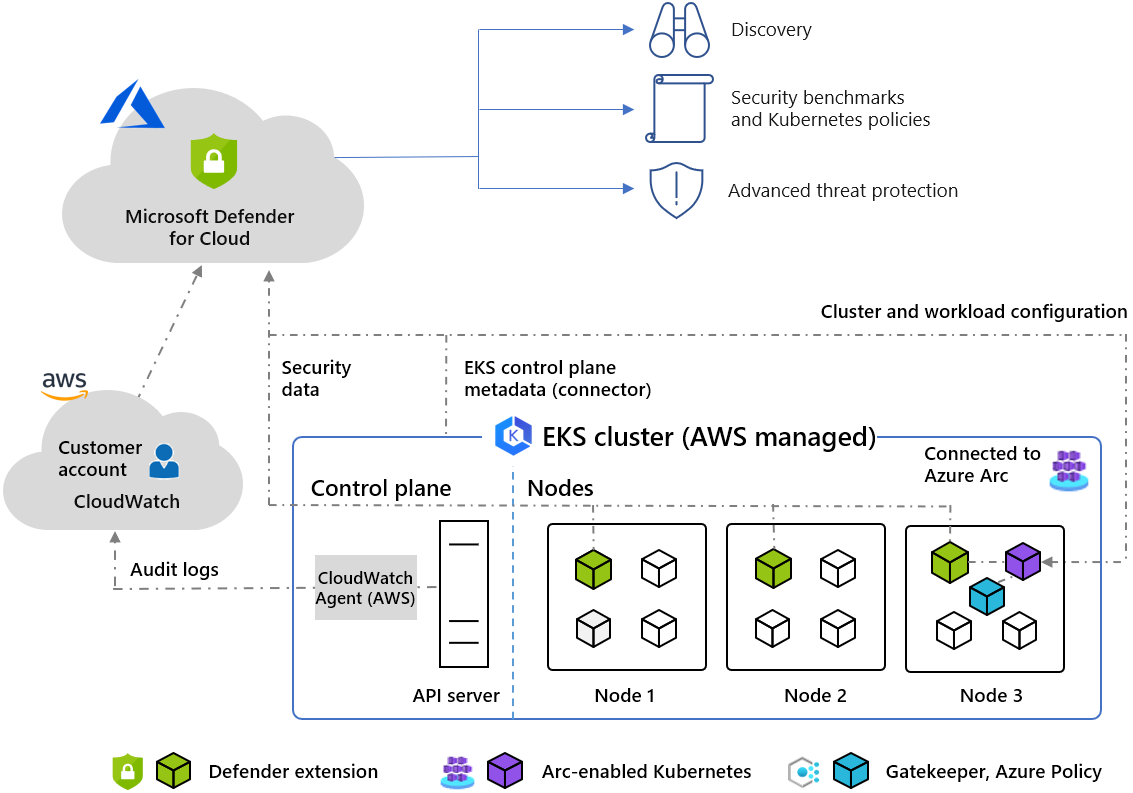 Discovery
Security benchmarks
and Kubernetes policies
Advanced threat protection
Microsoft Defender
for Cloud
Cluster and workload configuration
Security
data
EKS control plane
metadata (connector)
aws
Customer
account
CloudWatch
EKS cluster (AWS managed)
Connected to
Azure Arc
Control plane
Nodes
Audit logs
CloudWatch
Agent (AWS)
API server
Node 1
Node 2
Node 3
Defender extension
Arc-enabled Kubernetes
Gatekeeper, Azure Policy